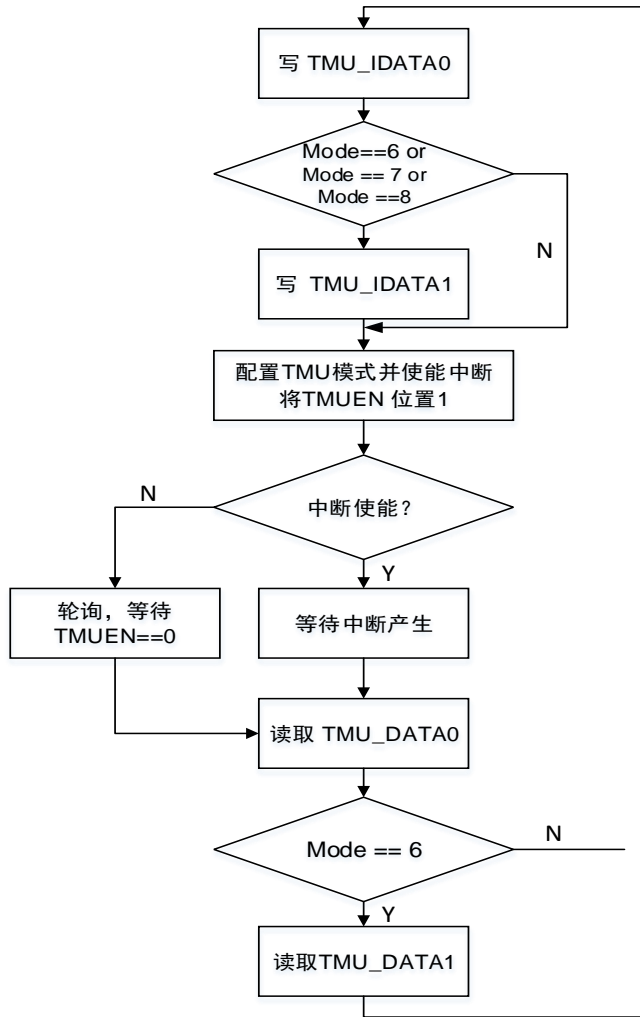 写 TMU_IDATA0
Mode==6 or
Mode == 7 or
Mode ==8
N
写 TMU_IDATA1
配置TMU模式并使能中断
将TMUEN 位置1
N
中断使能？
Y
轮询，等待
TMUEN==0
等待中断产生
读取 TMU_DATA0
Mode == 6
N
Y
读取TMU_DATA1